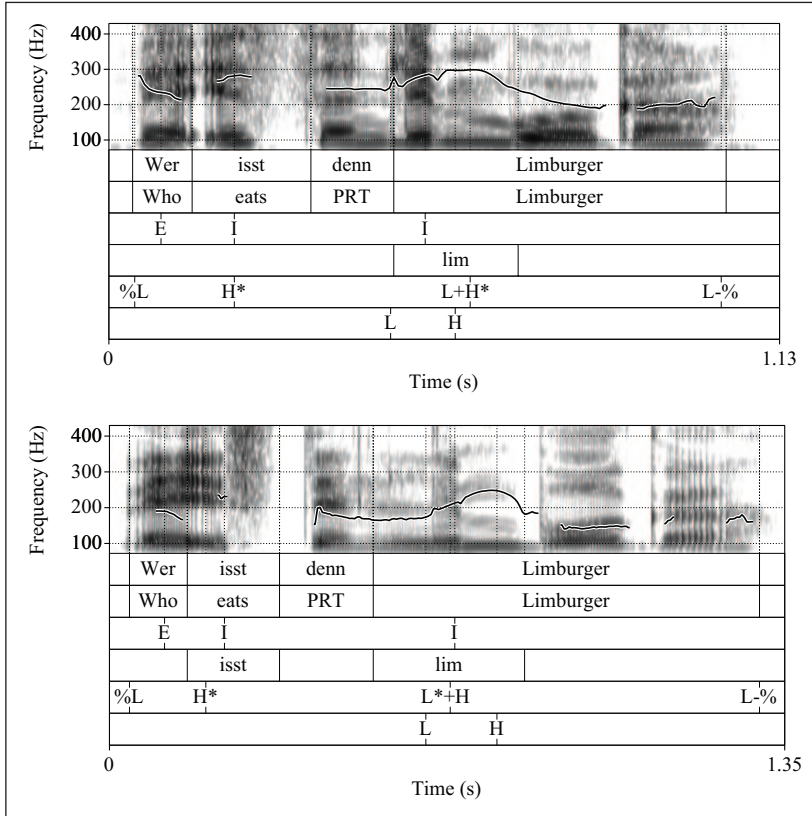 Frequency (Hz)
400
300
200
100
Wer isst denn Limburger
Who eats PRT Limburger
E I I
lim
%L H* L+H* L-%
L H
0 1.13
Time (s)
Frequency (Hz)
400
300
200
100
Wer isst denn Limburger
Who eats PRT Limburger
E I I
isst lim
%L H* L*+H L-%
L H
0 1.35
Time (s)